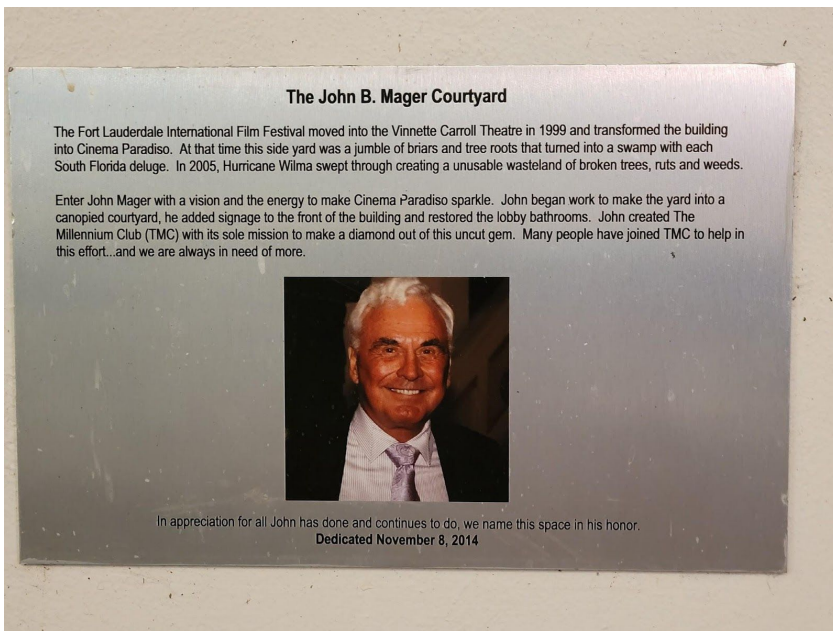 The John B. Mager Courtyard
The Fort Lauderdale International Film Festival moved into the Vinnette Carroll Theatre in 1999 and transformed the building
into Cinema Paradiso. At that time this side yard was a jumble of briars and tree roots that turned into a swamp with each
South Florida deluge. In 2005, Hurricane Wilma swept through creating a unusable wasteland of broken trees, ruts and weeds.
Enter John Mager with a vision and the energy to make Cinema Paradiso sparkle. John began work to make the yard into a
canopied courtyard, he added signage to the front of the building and restored the lobby bathrooms. John created The
Millennium Club (TMC) with its sole mission to make a diamond out of this uncut gem. Many people have joined TMC to help in
this effort...and we are always in need of more.
In appreciation for all John has done and continues to do, we name this space in his honor.
Dedicated November 8, 2014